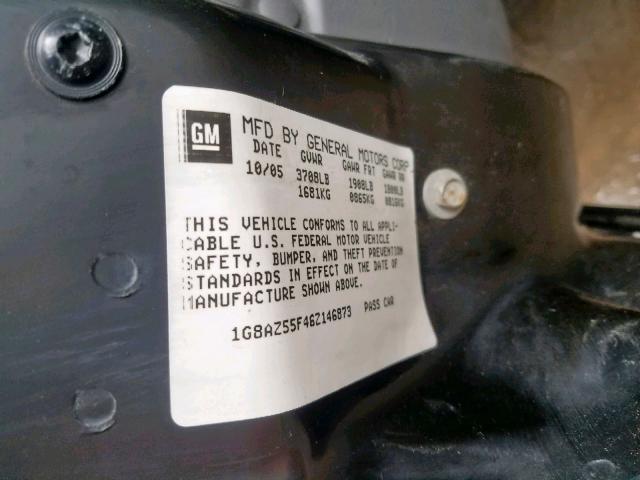 GM
MFD BY GENERAL MOTORS CORP
DATE GVWR GAWR FRT GAWR RR
10/05 3708LB 1908LB 1800LB
1681KG 0865KG 0816KG
THIS VEHICLE CONFORMS TO ALL APPLI-
CABLE U.S. FEDERAL MOTOR VEHICLE
SAFETY, BUMPER, AND THEFT PREVENTION
STANDARDS IN EFFECT ON THE DATE OF
MANUFACTURE SHOWN ABOVE.
1G8AZ55F46Z146873 PASS CAR